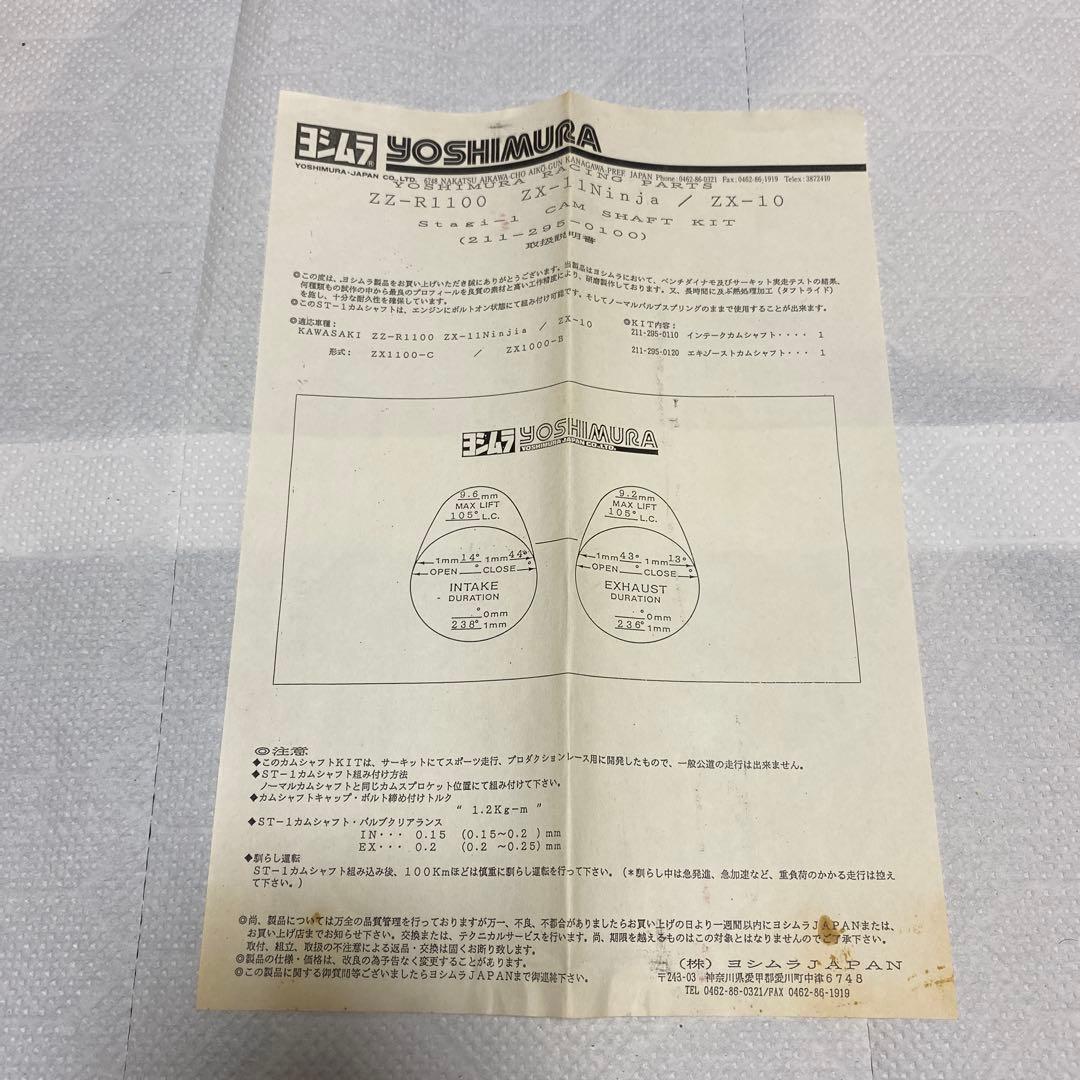 ヨシムラ® YOSHIMURA
YOSHIMURA-JAPAN CO.,LTD. 6748 NAKATSU AIKAWA-CHO AIKO-GUN KANAGAWA-PREF. JAPAN Phone:0462-86-0321 Fax:0462-86-1919 Telex:3872410
YOSHIMURA RACING PARTS
ZZ-R1100 ZX-11Ninja / ZX-10
Stagi-1 CAM SHAFT KIT
(211-295-0100)
取扱説明書
◎この度は、ヨシムラ製品をお買い上げいただき誠にありがとうございます。当製品はヨシムラにおいて、ベンチダイナモ及びサーキット実走テストの結果、
何種類もの試作の中から最良のプロフィールを良質の素材と高い工作精度により、研磨製作しております。又、長時間に及ぶ熱処理加工(タフトライド)
を施し、十分な耐久性を確保しています。
◎このST-1カムシャフトは、エンジンにボルトオン状態にて組み付け可能です。そしてノーマルバルブスプリングのままで使用することが出来ます。
◎適応車種:
KAWASAKI ZZ-R1100 ZX-11Ninjia / ZX-10
形式: ZX1100-C / ZX1000-B
◎KIT内容:
211-295-0110 インテークカムシャフト・・・・ 1
211-295-0120 エキゾーストカムシャフト・・・ 1
ヨシムラ YOSHIMURA
YOSHIMURA JAPAN CO.,LTD.
9.6mm
MAX LIFT
105° L.C.
1mm 14° 1mm 44°
OPEN ° CLOSE °
INTAKE
DURATION
° 0mm
238° 1mm
9.2mm
MAX LIFT
105° L.C.
1mm 43° 1mm 13°
OPEN ° CLOSE °
EXHAUST
DURATION
° 0mm
236° 1mm
◎注意
◆このカムシャフトKITは、サーキットにてスポーツ走行、プロダクションレース用に開発したもので、一般公道の走行は出来ません。
◆ST-1カムシャフト組み付け方法
ノーマルカムシャフトと同じカムスプロケット位置にて組み付けて下さい。
◆カムシャフトキャップ・ボルト締め付けトルク
" 1.2Kg-m "
◆ST-1カムシャフト・バルブクリアランス
IN・・・ 0.15 (0.15~0.2 ) mm
EX・・・ 0.2 (0.2 ~0.25) mm
◆馴らし運転
ST-1カムシャフト組み込み後、100Kmほどは慎重に馴らし運転を行って下さい。(*馴らし中は急発進、急加速など、重負荷のかかる走行は控え
て下さい。)
◎尚、製品については万全の品質管理を行っておりますが万一、不良、不都合がありましたらお買い上げの日より一週間以内にヨシムラJAPANまたは、
お買い上げ店までお知らせ下さい。交換または、テクニカルサービスを行います。尚、期限を越えるものはこの対象とはなりませんのでご了承下さい。
取付、組立、取扱の不注意による返品・交換は固くお断り致します。
◎製品の仕様・価格は、改良の為予告なく変更することがあります。
◎この製品に関する御質問等ございましたらヨシムラJAPANまで御連絡下さい。
(株)ヨシムラJAPAN
〒243-03 神奈川県愛甲郡愛川町中津6748
TEL 0462-86-0321/FAX 0462-86-1919